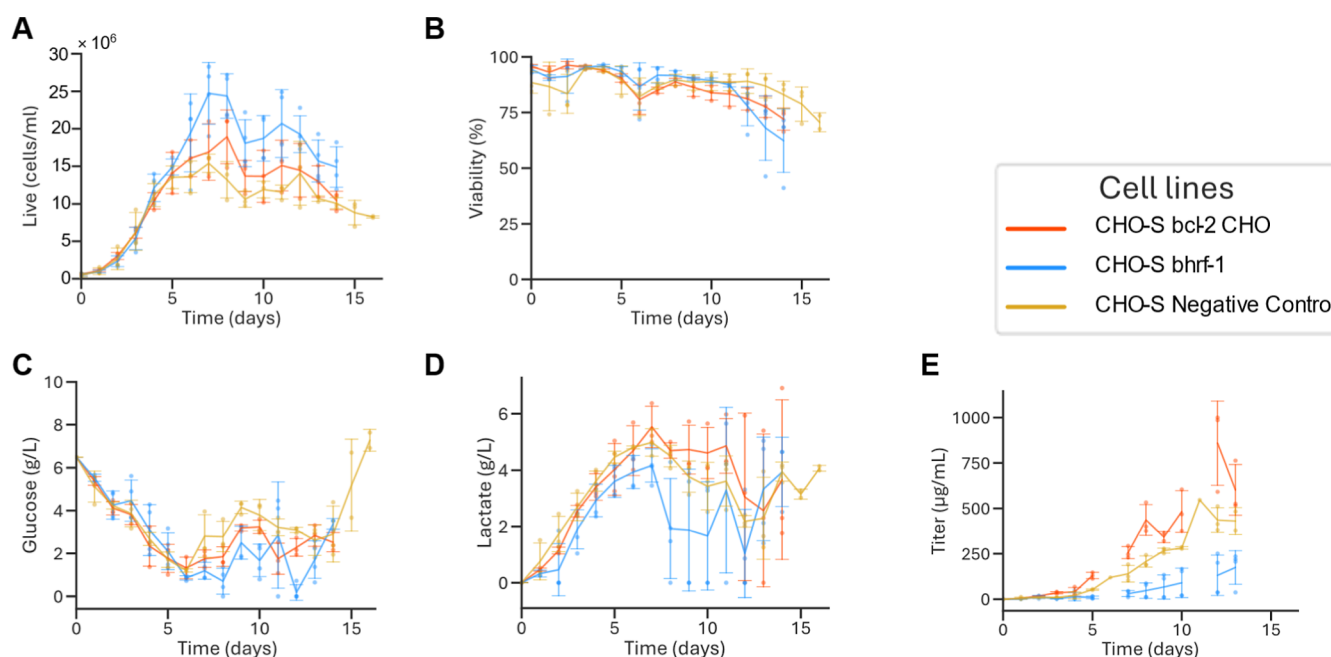 A
× 10⁶
30
25
20
15
10
5
0
Live (cells/ml)
0 5 10 15
Time (days)
B
100
75
50
25
0
Viability (%)
0 5 10 15
Time (days)
Cell lines
CHO-S bcl-2 CHO
CHO-S bhrf-1
CHO-S Negative Contro
C
10
8
6
4
2
0
Glucose (g/L)
0 5 10 15
Time (days)
D
6
4
2
0
Lactate (g/L)
0 5 10 15
Time (days)
E
1000
750
500
250
0
Titer (µg/mL)
0 5 10 15
Time (days)